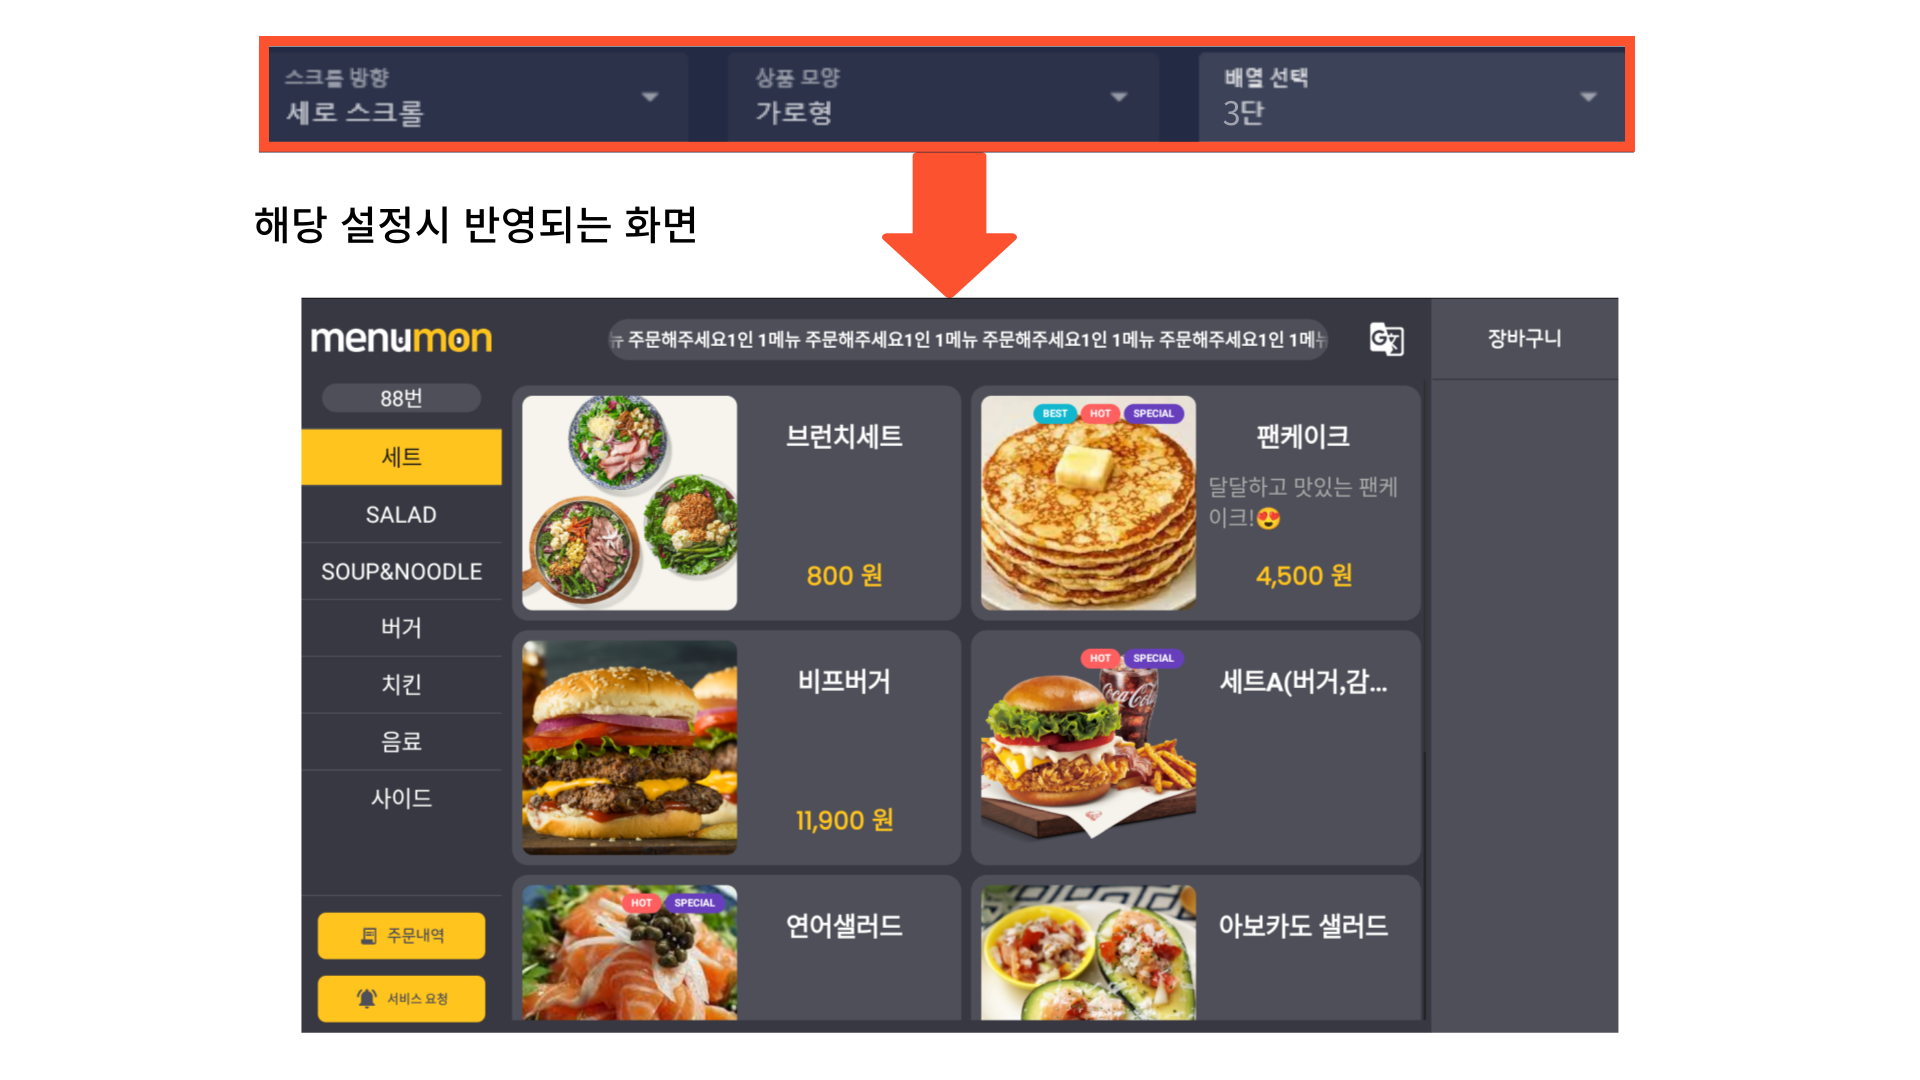 스크롤 방향
세로 스크롤
상품 모양
가로형
배열 선택
3단
해당 설정시 반영되는 화면
menumon
주문해주세요1인 1메뉴 주문해주세요1인 1메뉴 주문해주세요1인 1메뉴 주문해주세요1인 1메뉴
장바구니
88번
세트
SALAD
SOUP&NOODLE
버거
치킨
음료
사이드
주문내역
서비스 요청
브런치세트
800 원
BEST HOT SPECIAL
팬케이크
달달하고 맛있는 팬케
이크!😍
4,500 원
비프버거
11,900 원
HOT SPECIAL
Coca-Cola
세트A(버거,감...
HOT SPECIAL
연어샐러드
아보카도 샐러드